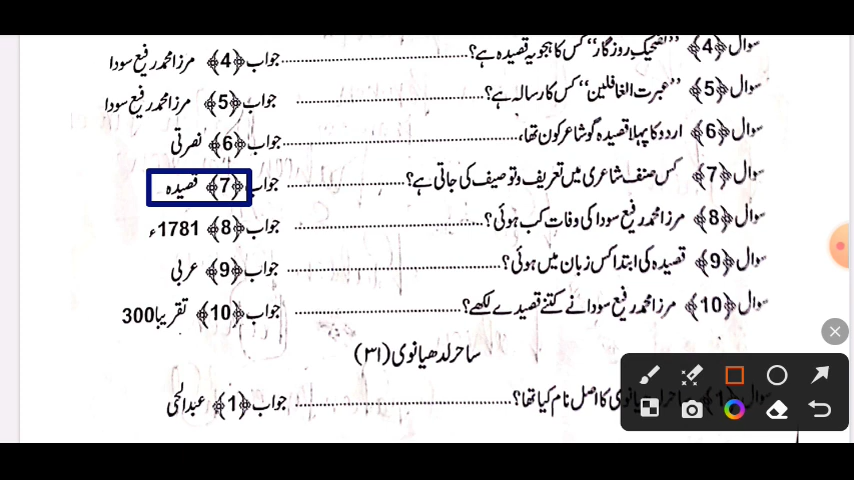 سوال ﴿4﴾ ”تضحیکِ روزگار“ کس کا ہجویہ قصیدہ ہے؟ ........................ جواب ﴿4﴾ مرزا محمد رفیع سودا
سوال ﴿5﴾ ”عبرت الغافلین“ کس کا رسالہ ہے؟ ........................ جواب ﴿5﴾ مرزا محمد رفیع سودا
سوال ﴿6﴾ اردو کا پہلا قصیدہ گو شاعر کون تھا، ........................ جواب ﴿6﴾ نصرتی
سوال ﴿7﴾ کس صنف شاعری میں تعریف و توصیف کی جاتی ہے؟ ........................ جواب ﴿7﴾ قصیدہ
سوال ﴿8﴾ مرزا محمد رفیع سودا کی وفات کب ہوئی؟ ........................ جواب ﴿8﴾ 1781ء
سوال ﴿9﴾ قصیدہ کی ابتدا کس زبان میں ہوئی؟ ........................ جواب ﴿9﴾ عربی
سوال ﴿10﴾ مرزا محمد رفیع سودا نے کتنے قصیدے لکھے؟ ........................ جواب ﴿10﴾ تقریبا 300
ساحر لدھیانوی (۳۱)
کا اصل نام کیا تھا؟ ........................ جواب ﴿1﴾ عبدالحی